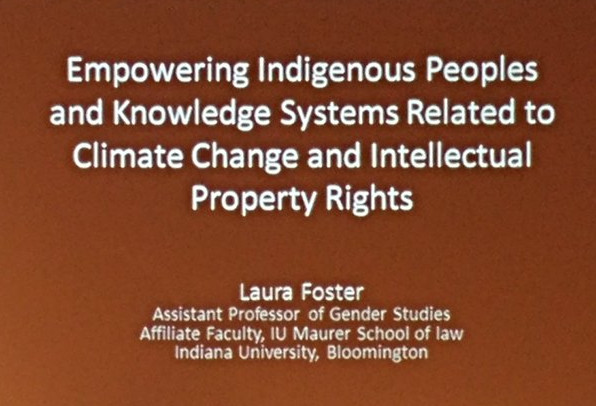 Empowering Indigenous Peoples
and Knowledge Systems Related to
Climate Change and Intellectual
Property Rights
Laura Foster
Assistant Professor of Gender Studies
Affiliate Faculty, IU Maurer School of law
Indiana University, Bloomington